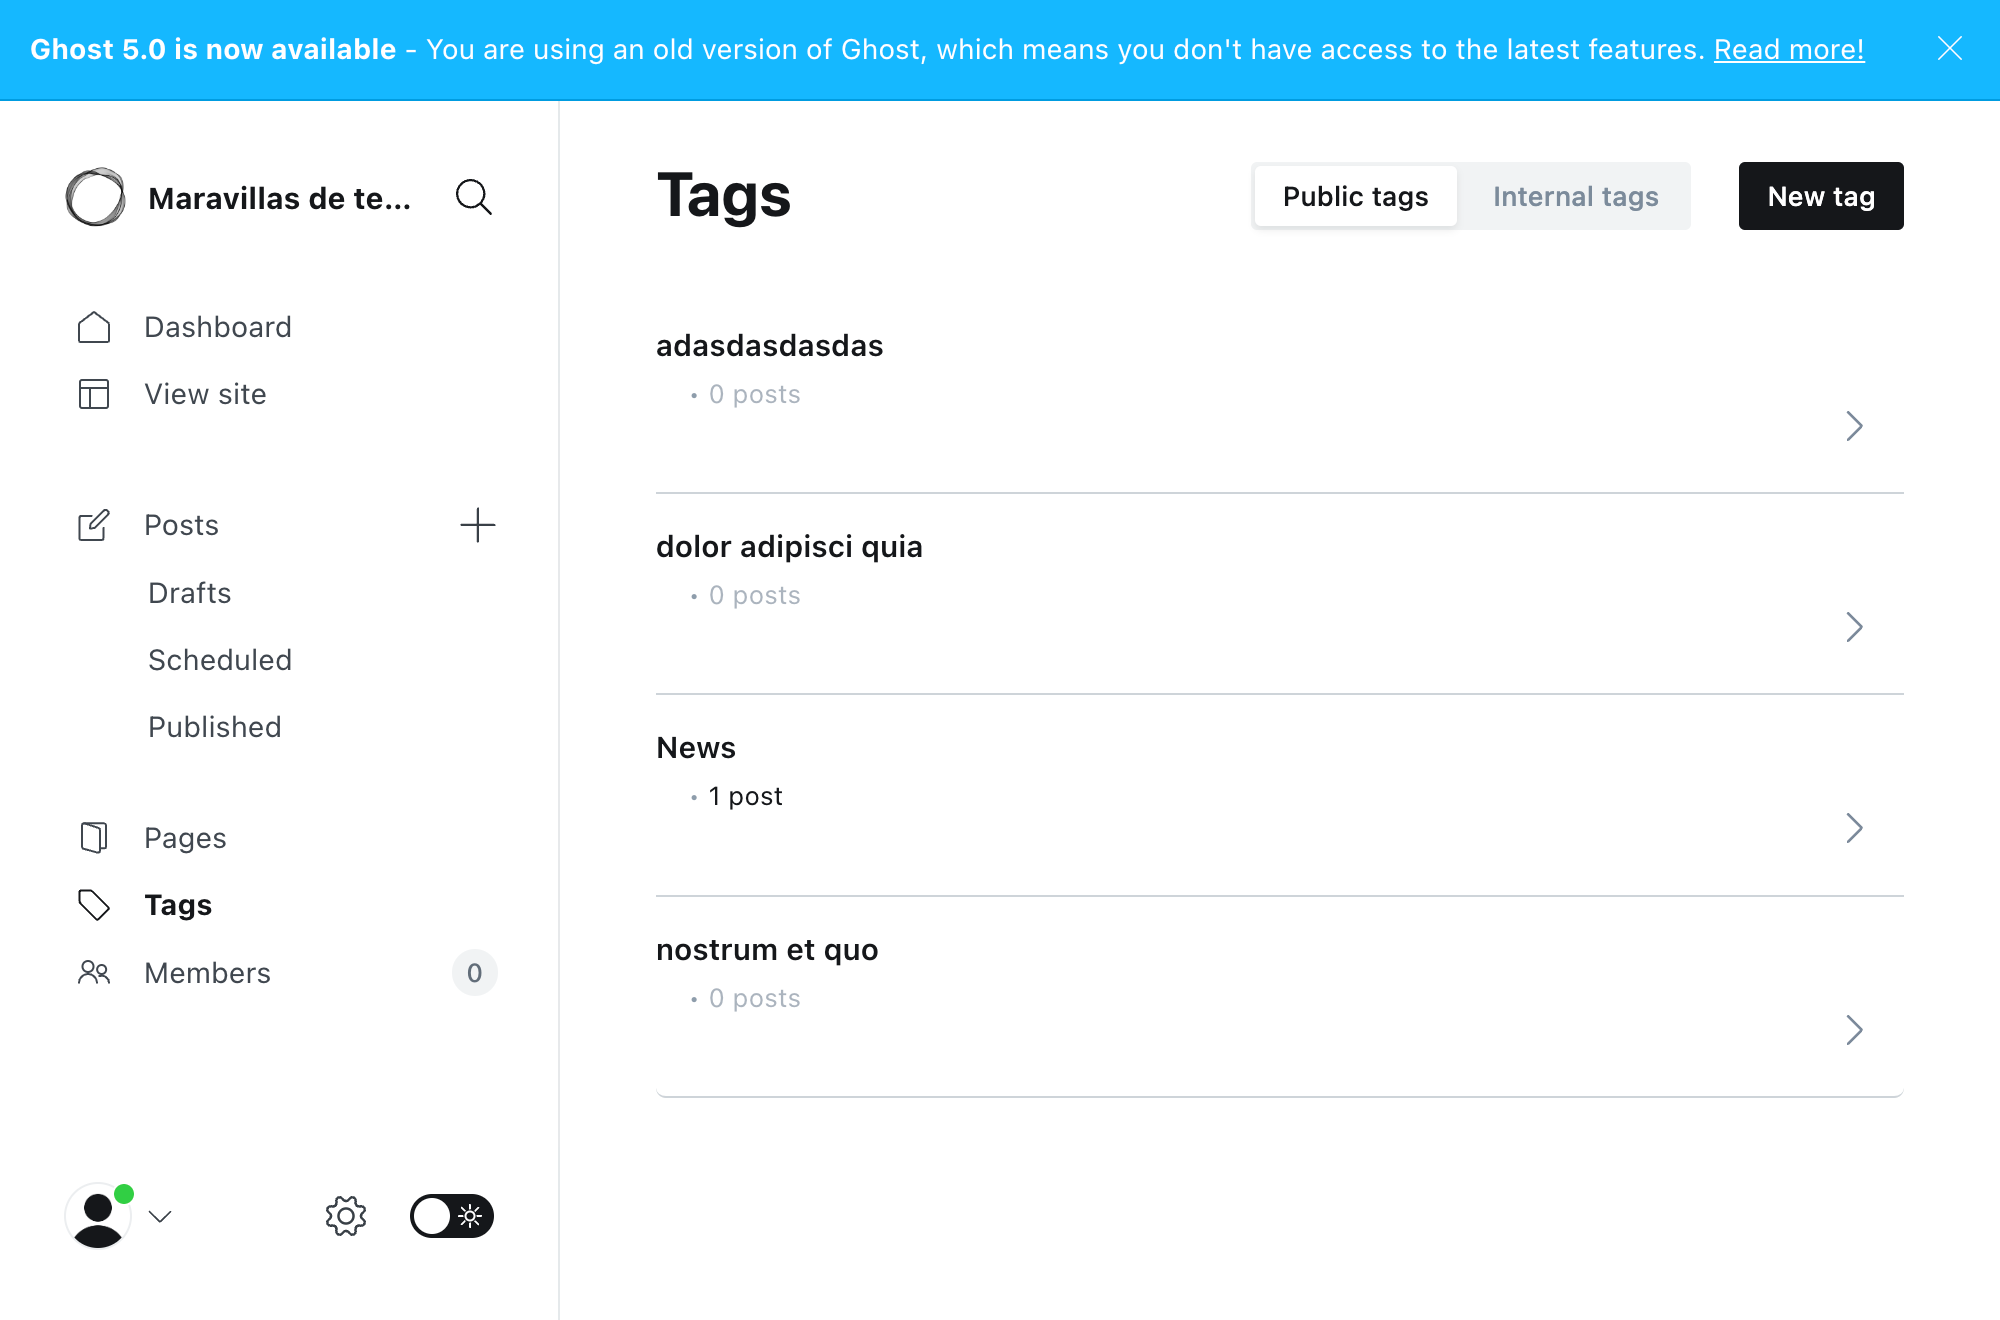 Ghost 5.0 is now available - You are using an old version of Ghost, which means you don't have access to the latest features. Read more!
Maravillas de te...
Dashboard
View site
Posts
Drafts
Scheduled
Published
Pages
Tags
Members 0
Tags
Public tags Internal tags New tag
adasdasdasdas
• 0 posts
dolor adipisci quia
• 0 posts
News
• 1 post
nostrum et quo
• 0 posts